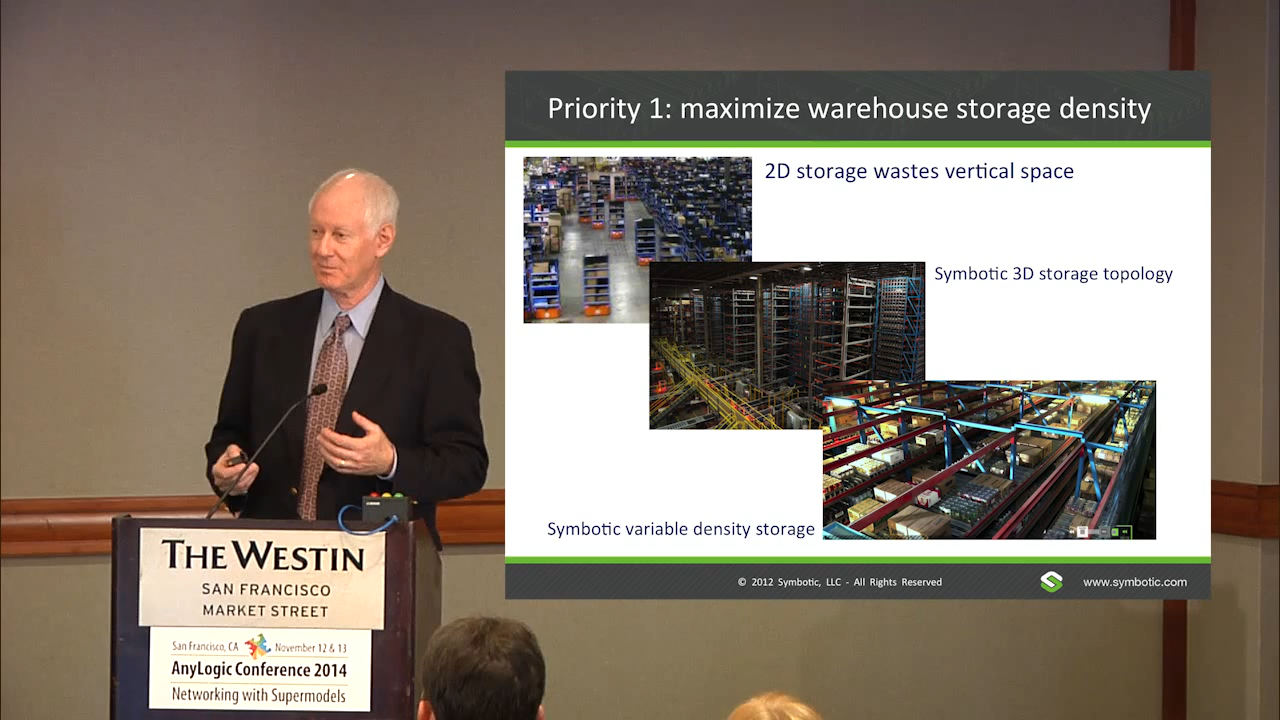 Priority 1: maximize warehouse storage density
2D storage wastes vertical space
Symbotic 3D storage topology
Symbotic variable density storage
© 2012 Symbotic, LLC - All Rights Reserved
www.symbotic.com
THE WESTIN
SAN FRANCISCO
MARKET STREET
San Francisco, CA November 12 & 13
AnyLogic Conference 2014
Networking with Supermodels